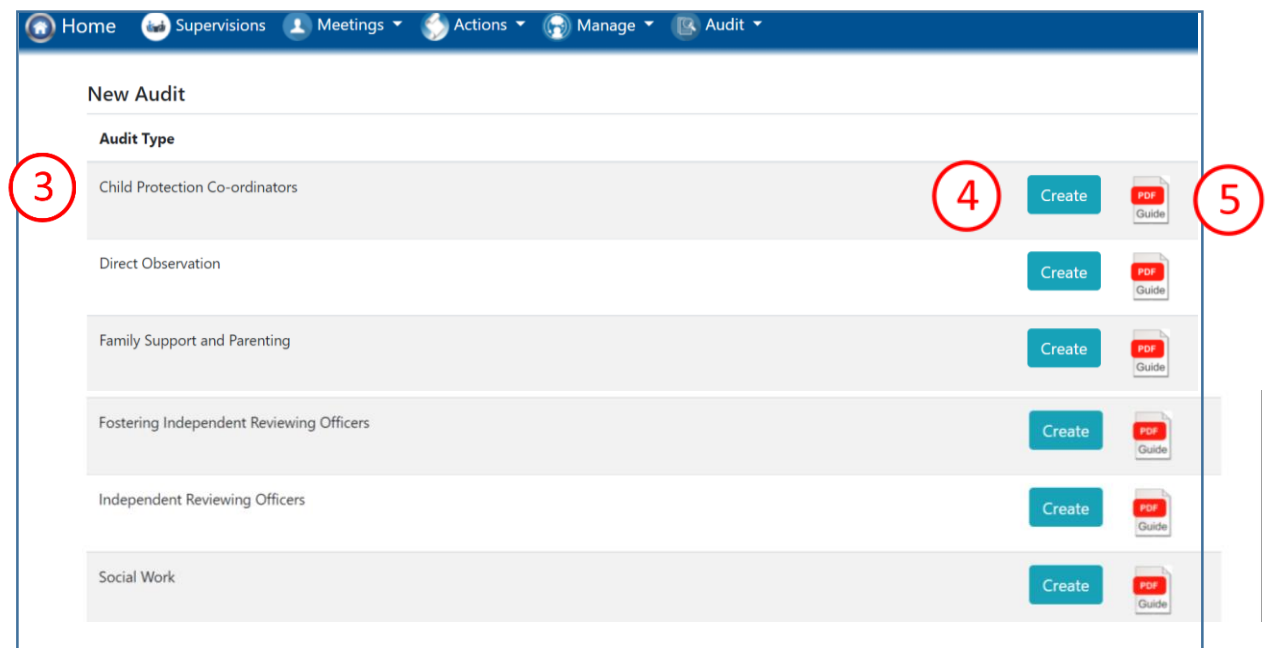 Home Supervisions Meetings Actions Manage Audit
New Audit
Audit Type
3 Child Protection Co-ordinators 4 Create PDF Guide 5
Direct Observation Create PDF Guide
Family Support and Parenting Create PDF Guide
Fostering Independent Reviewing Officers Create PDF Guide
Independent Reviewing Officers Create PDF Guide
Social Work Create PDF Guide